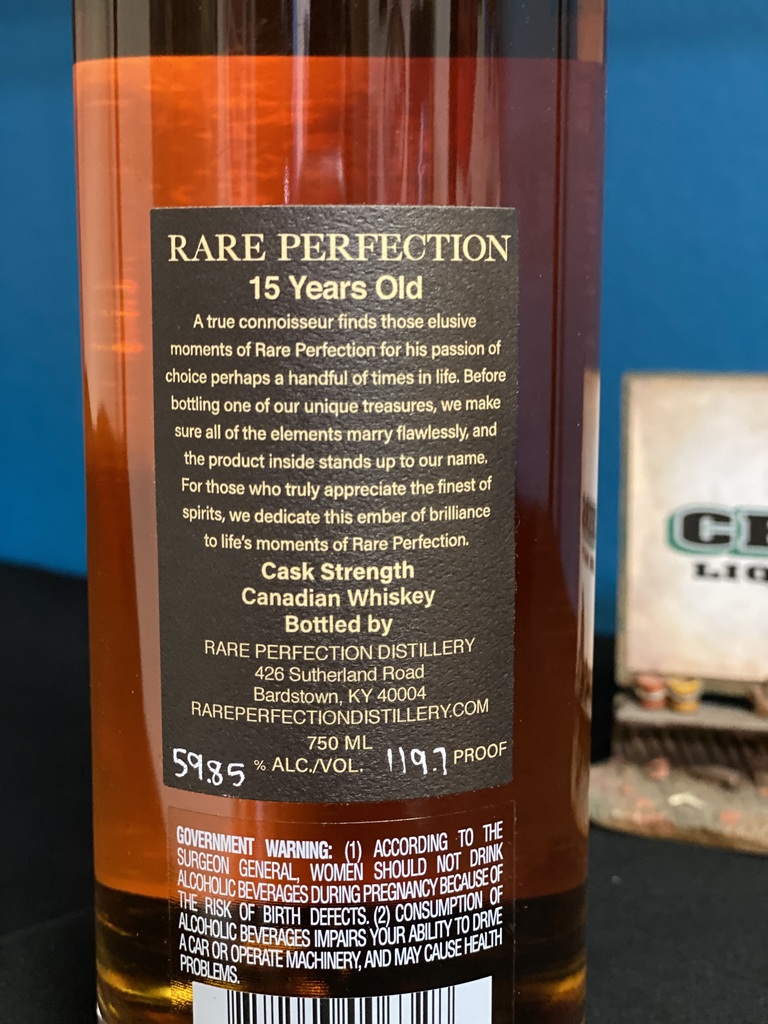 RARE PERFECTION
15 Years Old
A true connoisseur finds those elusive
moments of Rare Perfection for his passion of
choice perhaps a handful of times in life. Before
bottling one of our unique treasures, we make
sure all of the elements marry flawlessly, and
the product inside stands up to our name.
For those who truly appreciate the finest of
spirits, we dedicate this ember of brilliance
to life's moments of Rare Perfection.
Cask Strength
Canadian Whiskey
Bottled by
RARE PERFECTION DISTILLERY
426 Sutherland Road
Bardstown, KY 40004
RAREPERFECTIONDISTILLERY.COM
750 ML
59.85 % ALC./VOL. 119.7 PROOF
GOVERNMENT WARNING: (1) ACCORDING TO THE
SURGEON GENERAL, WOMEN SHOULD NOT DRINK
ALCOHOLIC BEVERAGES DURING PREGNANCY BECAUSE OF
THE RISK OF BIRTH DEFECTS. (2) CONSUMPTION OF
ALCOHOLIC BEVERAGES IMPAIRS YOUR ABILITY TO DRIVE
A CAR OR OPERATE MACHINERY, AND MAY CAUSE HEALTH
PROBLEMS.